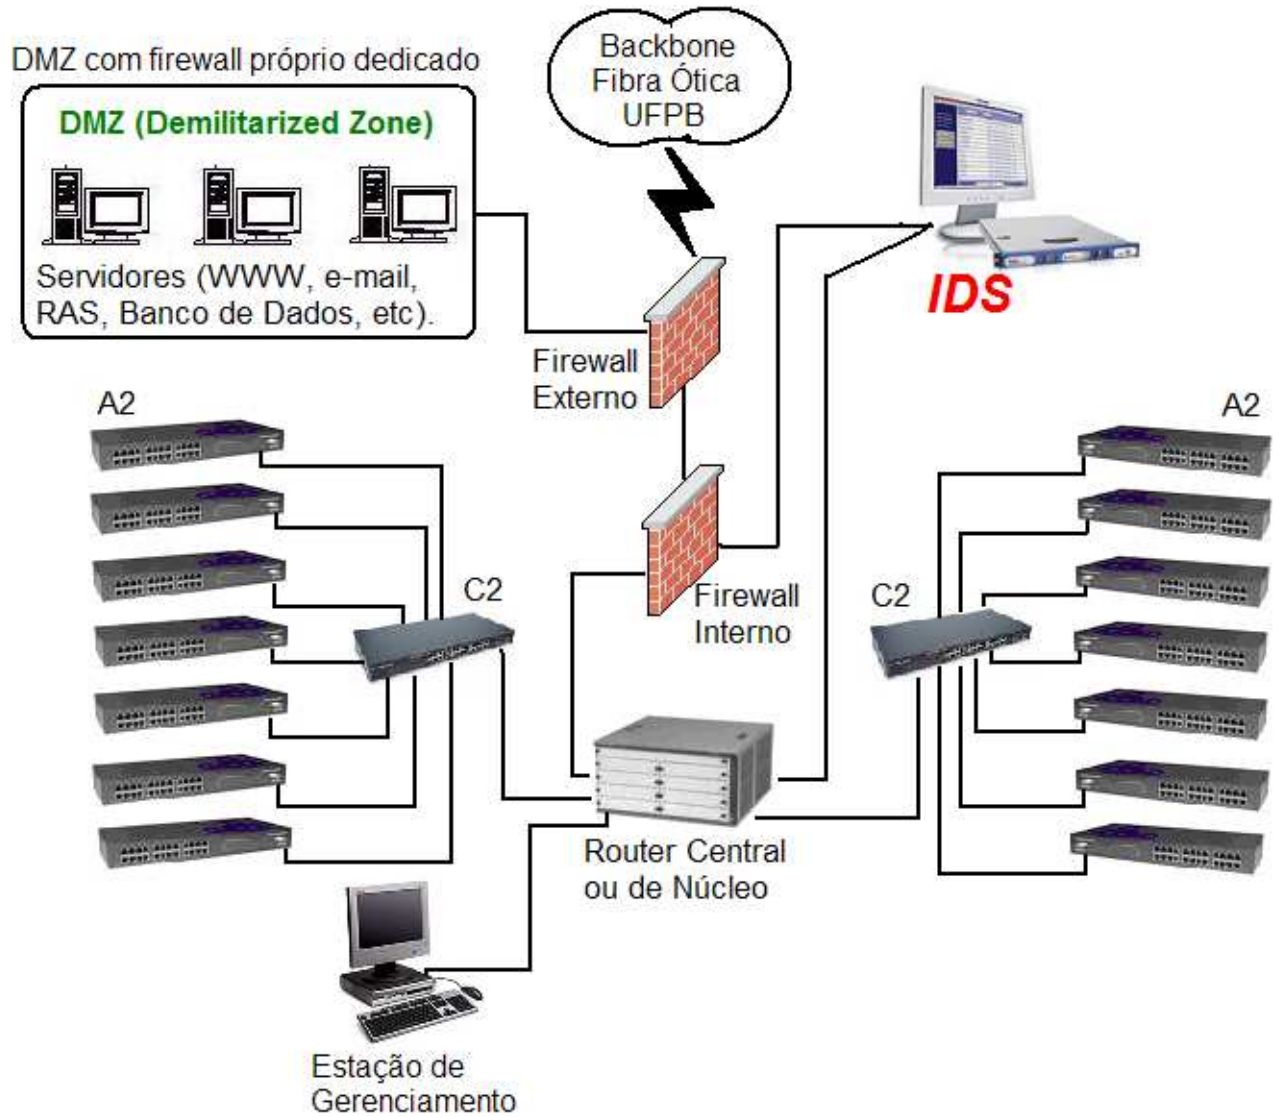 Backbone
Fibra Ótica
UFPB
DMZ com firewall próprio dedicado
DMZ (Demilitarized Zone)
Servidores (WWW, e-mail,
RAS, Banco de Dados, etc).
IDS
Firewall
Externo
A2
A2
C2
Firewall
Interno
C2
Router Central
ou de Núcleo
Estação de
Gerenciamento